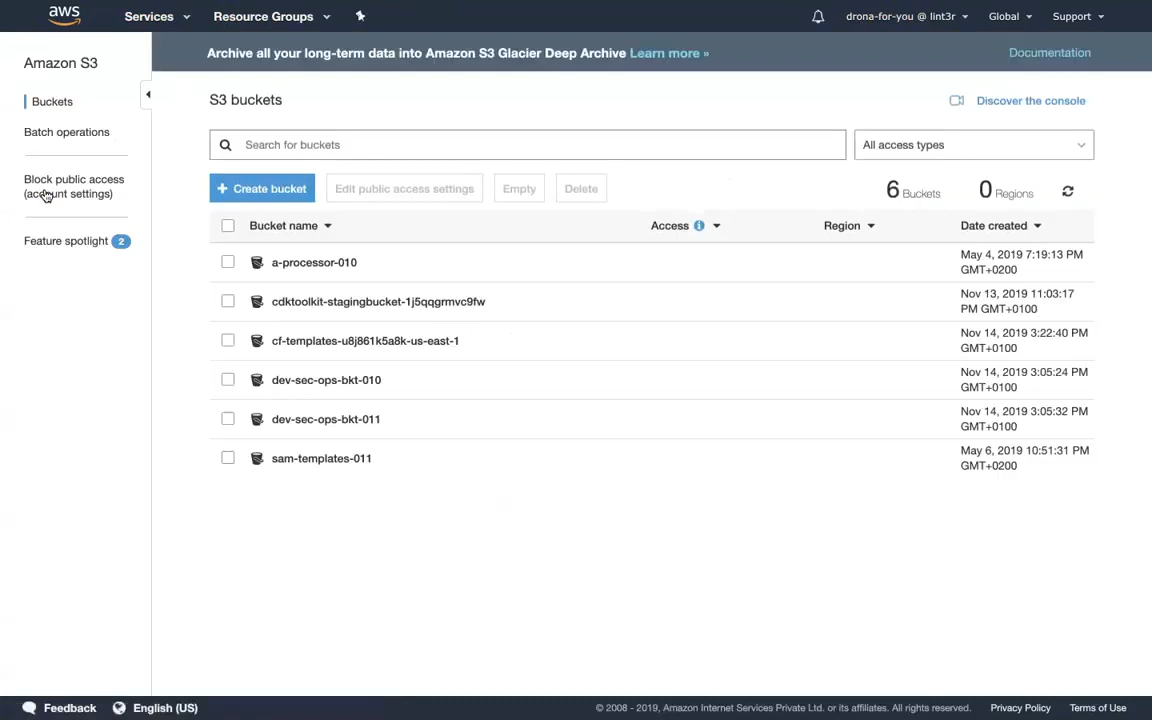 aws Services Resource Groups drona-for-you @ lint3r Global Support
Amazon S3
Buckets
Batch operations
Block public access
(account settings)
Feature spotlight 2
Archive all your long-term data into Amazon S3 Glacier Deep Archive Learn more » Documentation
S3 buckets Discover the console
Search for buckets All access types
+ Create bucket Edit public access settings Empty Delete 6 Buckets 0 Regions
Bucket name Access Region Date created
a-processor-010 May 4, 2019 7:19:13 PM
GMT+0200
cdktoolkit-stagingbucket-1j5qqgrmvc9fw Nov 13, 2019 11:03:17
PM GMT+0100
cf-templates-u8j861k5a8k-us-east-1 Nov 14, 2019 3:22:40 PM
GMT+0100
dev-sec-ops-bkt-010 Nov 14, 2019 3:05:24 PM
GMT+0100
dev-sec-ops-bkt-011 Nov 14, 2019 3:05:32 PM
GMT+0100
sam-templates-011 May 6, 2019 10:51:31 PM
GMT+0200
Feedback English (US) © 2008 - 2019, Amazon Internet Services Private Ltd. or its affiliates. All rights reserved. Privacy Policy Terms of Use